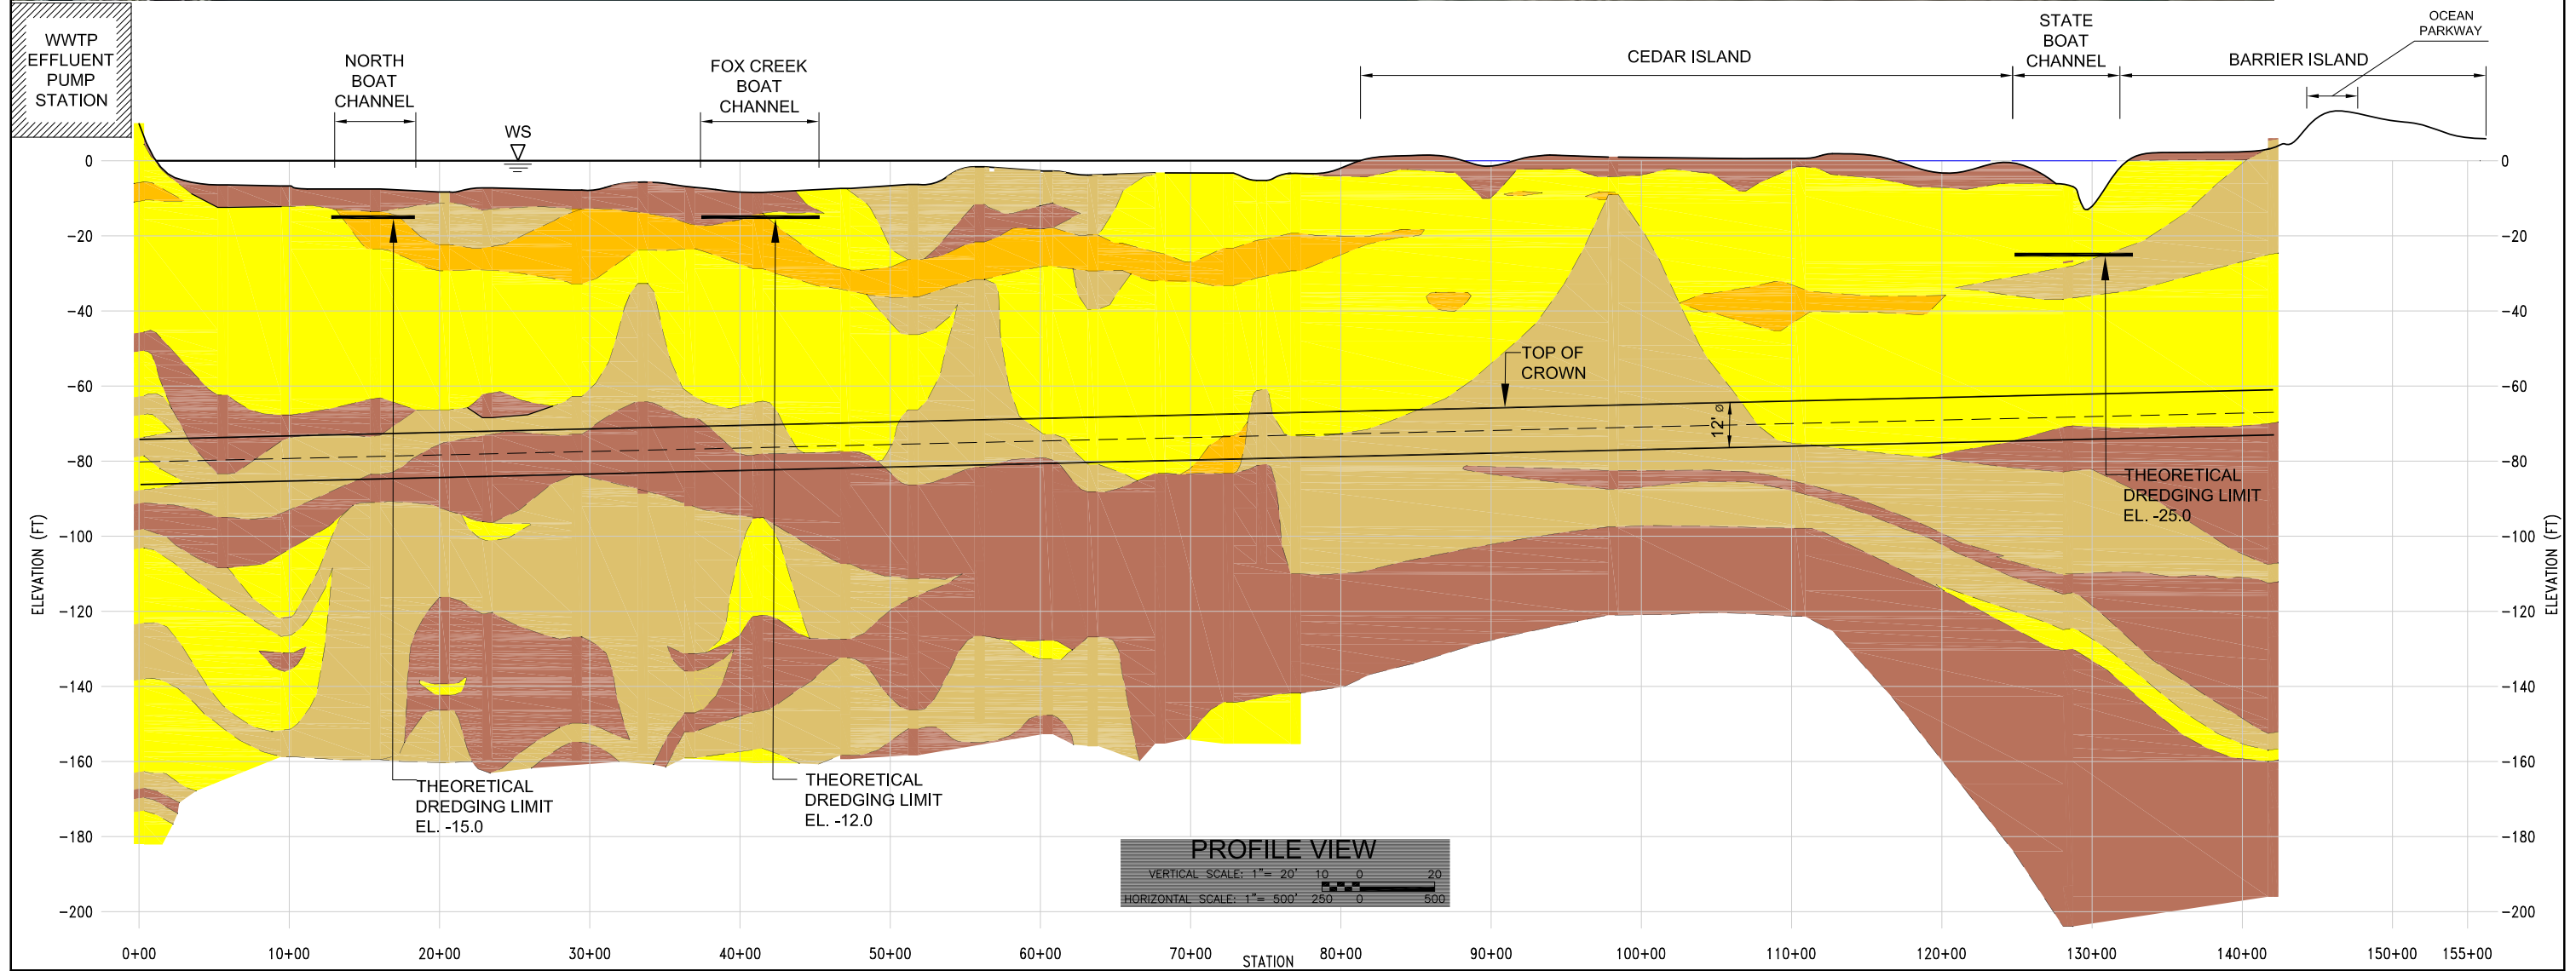 WWTP
EFFLUENT
PUMP
STATION
NORTH
BOAT
CHANNEL
WS
FOX CREEK
BOAT
CHANNEL
CEDAR ISLAND
STATE
BOAT
CHANNEL
BARRIER ISLAND
OCEAN
PARKWAY
0
-20
-40
-60
-80
-100
-120
-140
-160
-180
-200
ELEVATION (FT)
TOP OF
CROWN
12' ⌀
THEORETICAL
DREDGING LIMIT
EL. -15.0
THEORETICAL
DREDGING LIMIT
EL. -12.0
THEORETICAL
DREDGING LIMIT
EL. -25.0
0
-20
-40
-60
-80
-100
-120
-140
-160
-180
-200
ELEVATION (FT)
PROFILE VIEW
VERTICAL SCALE: 1"= 20' 10 0 20
HORIZONTAL SCALE: 1"= 500' 250 0 500
0+00 10+00 20+00 30+00 40+00 50+00 60+00 70+00 80+00 90+00 100+00 110+00 120+00 130+00 140+00 150+00 155+00
STATION